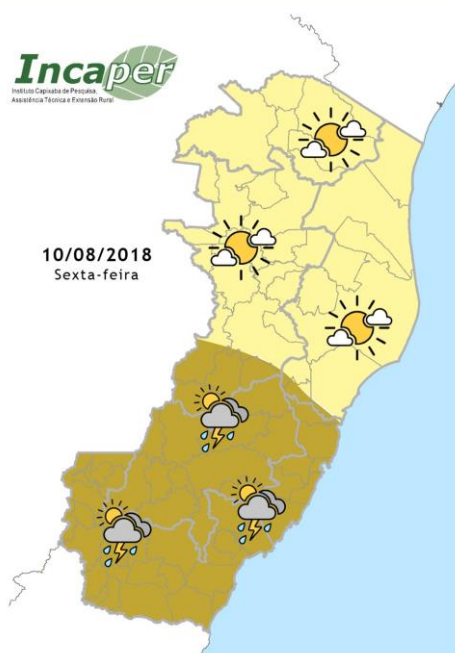 Incaper
Instituto Capixaba de Pesquisa,
Assistência Técnica e Extensão Rural
10/08/2018
Sexta-feira